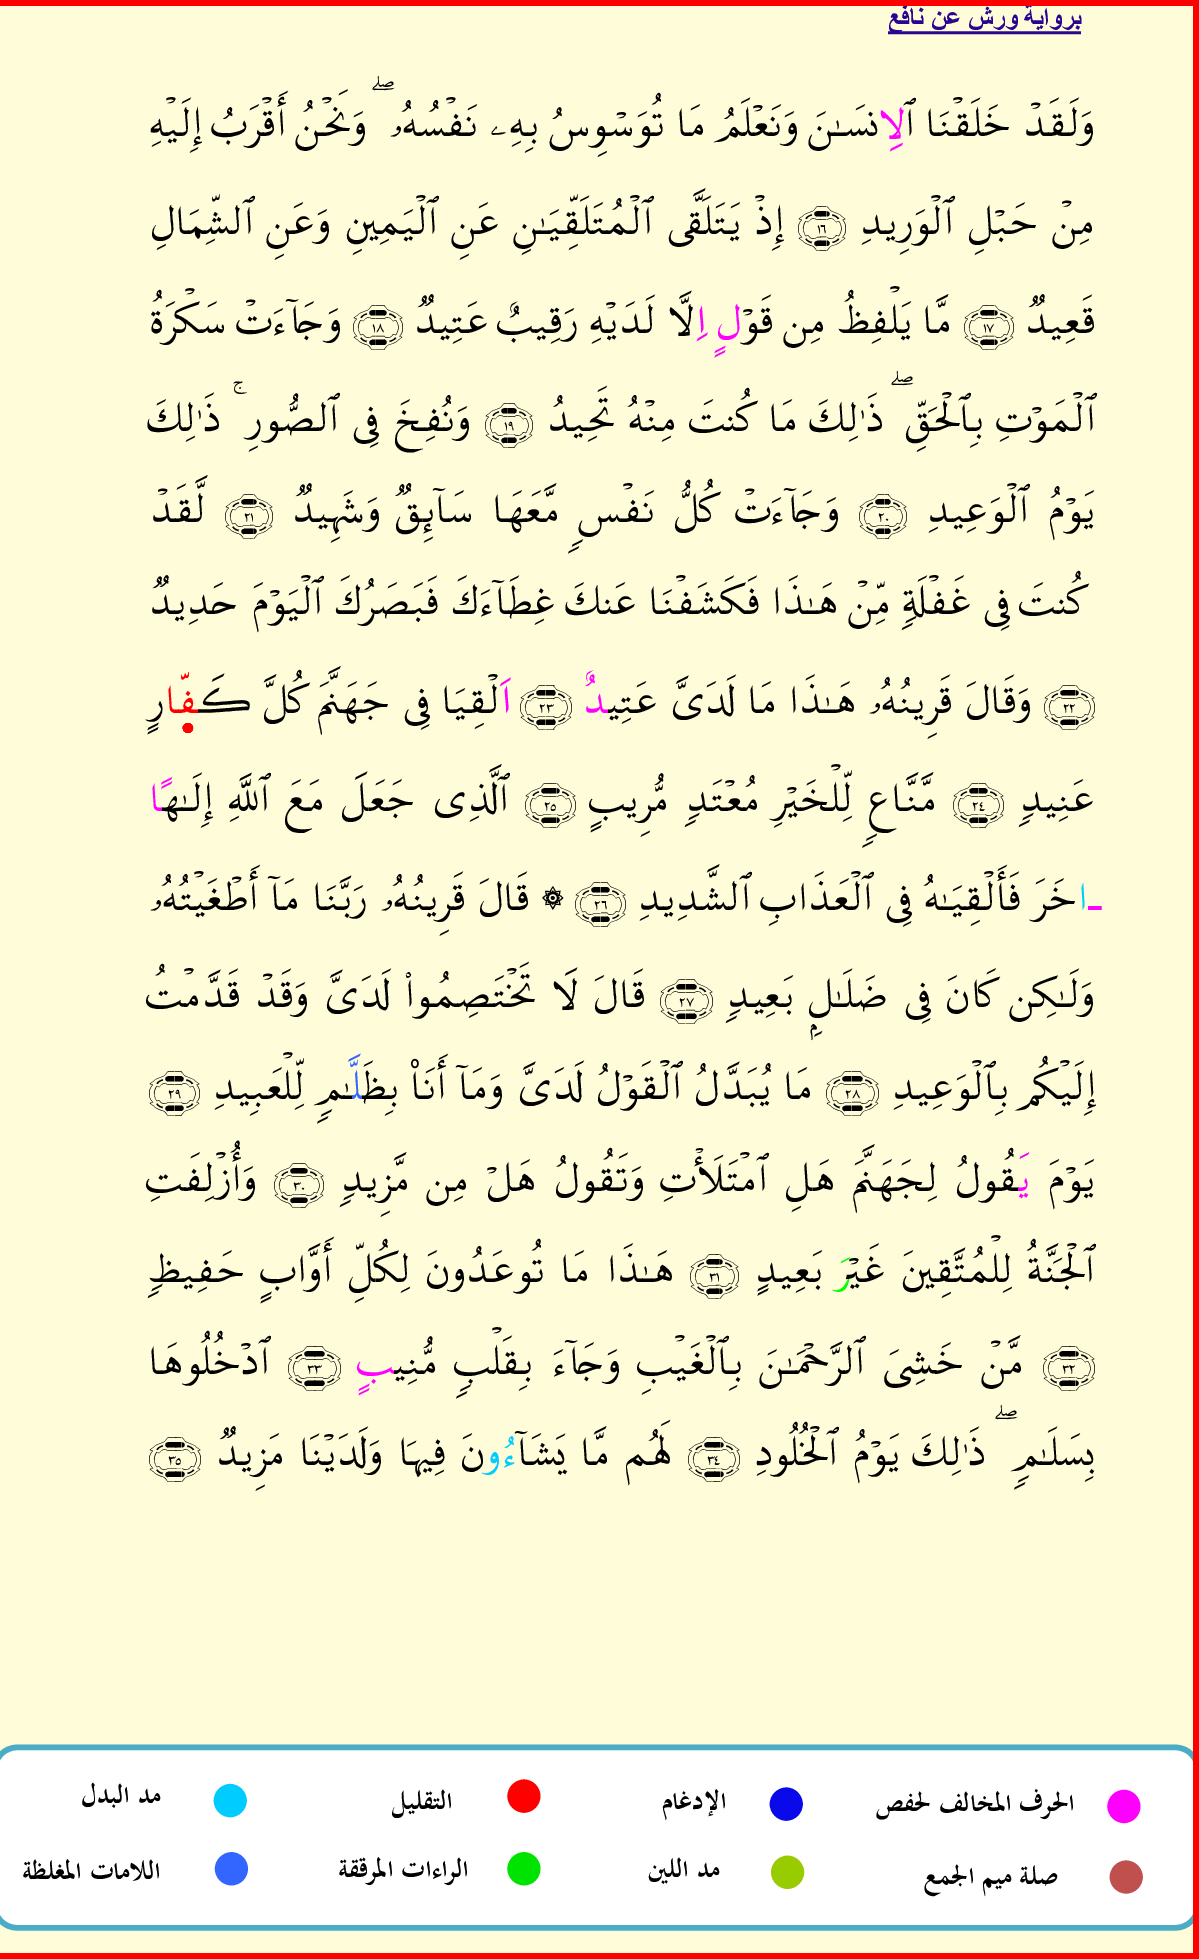 برواية ورش عن نافع
وَلَقَدْ خَلَقْنَا ٱلِانسَٰنَ وَنَعْلَمُ مَا تُوَسْوِسُ بِهِۦ نَفْسُهُۥ ۖ وَنَحْنُ أَقْرَبُ إِلَيْهِ
مِنْ حَبْلِ ٱلْوَرِيدِ ١٦ إِذْ يَتَلَقَّى ٱلْمُتَلَقِّيَٰنِ عَنِ ٱلْيَمِينِ وَعَنِ ٱلشِّمَالِ
قَعِيدٌ ١٧ مَّا يَلْفِظُ مِن قَوْلٍ اِلَّا لَدَيْهِ رَقِيبٌ عَتِيدٌ ١٨ وَجَآءَتْ سَكْرَةُ
ٱلْمَوْتِ بِٱلْحَقِّ ۖ ذَٰلِكَ مَا كُنتَ مِنْهُ تَحِيدُ ١٩ وَنُفِخَ فِى ٱلصُّورِ ۚ ذَٰلِكَ
يَوْمُ ٱلْوَعِيدِ ٢٠ وَجَآءَتْ كُلُّ نَفْسٍ مَّعَهَا سَآئِقٌ وَشَهِيدٌ ٢١ لَّقَدْ
كُنتَ فِى غَفْلَةٍ مِّنْ هَٰذَا فَكَشَفْنَا عَنكَ غِطَآءَكَ فَبَصَرُكَ ٱلْيَوْمَ حَدِيدٌ
٢٢ وَقَالَ قَرِينُهُۥ هَٰذَا مَا لَدَىَّ عَتِيدٌ ٢٣ اَلْقِيَا فِى جَهَنَّمَ كُلَّ كَفّارٍ
عَنِيدٍ ٢٤ مَّنَّاعٍ لِّلْخَيْرِ مُعْتَدٍ مُّرِيبٍ ٢٥ ٱلَّذِى جَعَلَ مَعَ ٱللَّهِ إِلَٰهًا
ـاخَرَ فَأَلْقِيَٰهُ فِى ٱلْعَذَابِ ٱلشَّدِيدِ ٢٦ ۞ قَالَ قَرِينُهُۥ رَبَّنَا مَآ أَطْغَيْتُهُۥ
وَلَٰكِن كَانَ فِى ضَلَٰلٍۭ بَعِيدٍ ٢٧ قَالَ لَا تَخْتَصِمُوا۟ لَدَىَّ وَقَدْ قَدَّمْتُ
إِلَيْكُم بِٱلْوَعِيدِ ٢٨ مَا يُبَدَّلُ ٱلْقَوْلُ لَدَىَّ وَمَآ أَنَا۠ بِظَلَّٰمٍ لِّلْعَبِيدِ ٢٩
يَوْمَ يَقُولُ لِجَهَنَّمَ هَلِ ٱمْتَلَأْتِ وَتَقُولُ هَلْ مِن مَّزِيدٍ ٣٠ وَأُزْلِفَتِ
ٱلْجَنَّةُ لِلْمُتَّقِينَ غَيْرَ بَعِيدٍ ٣١ هَٰذَا مَا تُوعَدُونَ لِكُلِّ أَوَّابٍ حَفِيظٍ
٣٢ مَّنْ خَشِىَ ٱلرَّحْمَٰنَ بِٱلْغَيْبِ وَجَآءَ بِقَلْبٍ مُّنِيبٍ ٣٣ ٱدْخُلُوهَا
بِسَلَٰمٍ ۖ ذَٰلِكَ يَوْمُ ٱلْخُلُودِ ٣٤ لَهُم مَّا يَشَآءُونَ فِيهَا وَلَدَيْنَا مَزِيدٌ ٣٥
الحرف المخالف لحفص الإدغام التقليل مد البدل
صلة ميم الجمع مد اللين الراءات المرققة اللامات المغلظة